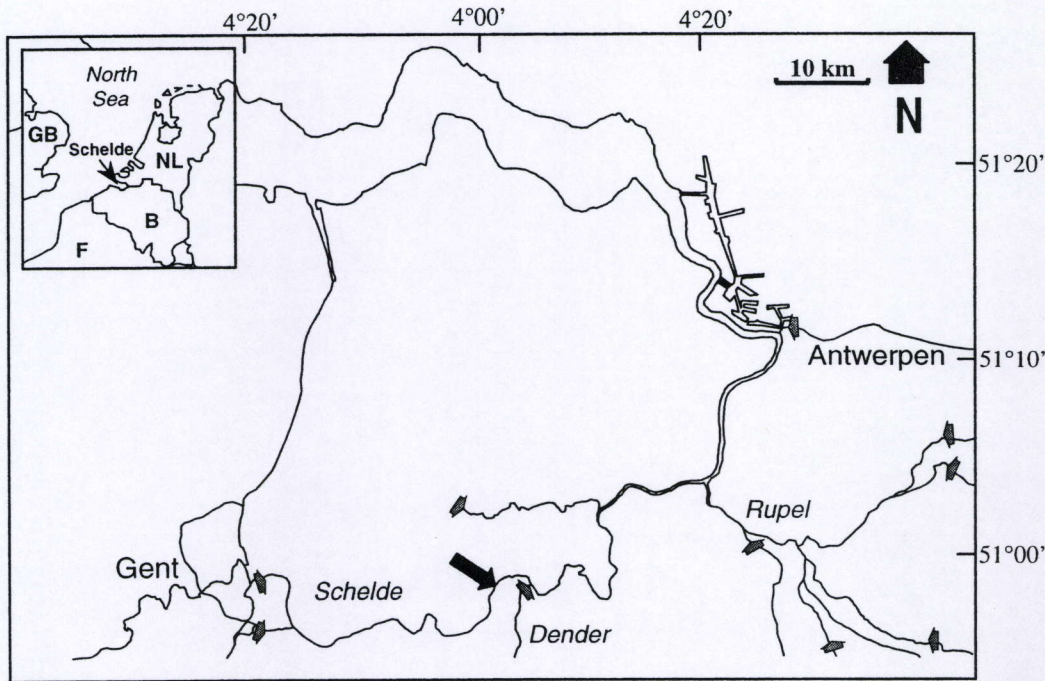 4°20' 4°00' 4°20'
North
Sea
GB
Schelde
NL
B
F
10 km
N
51°20'
Antwerpen
51°10'
Rupel
Gent
Schelde
51°00'
Dender